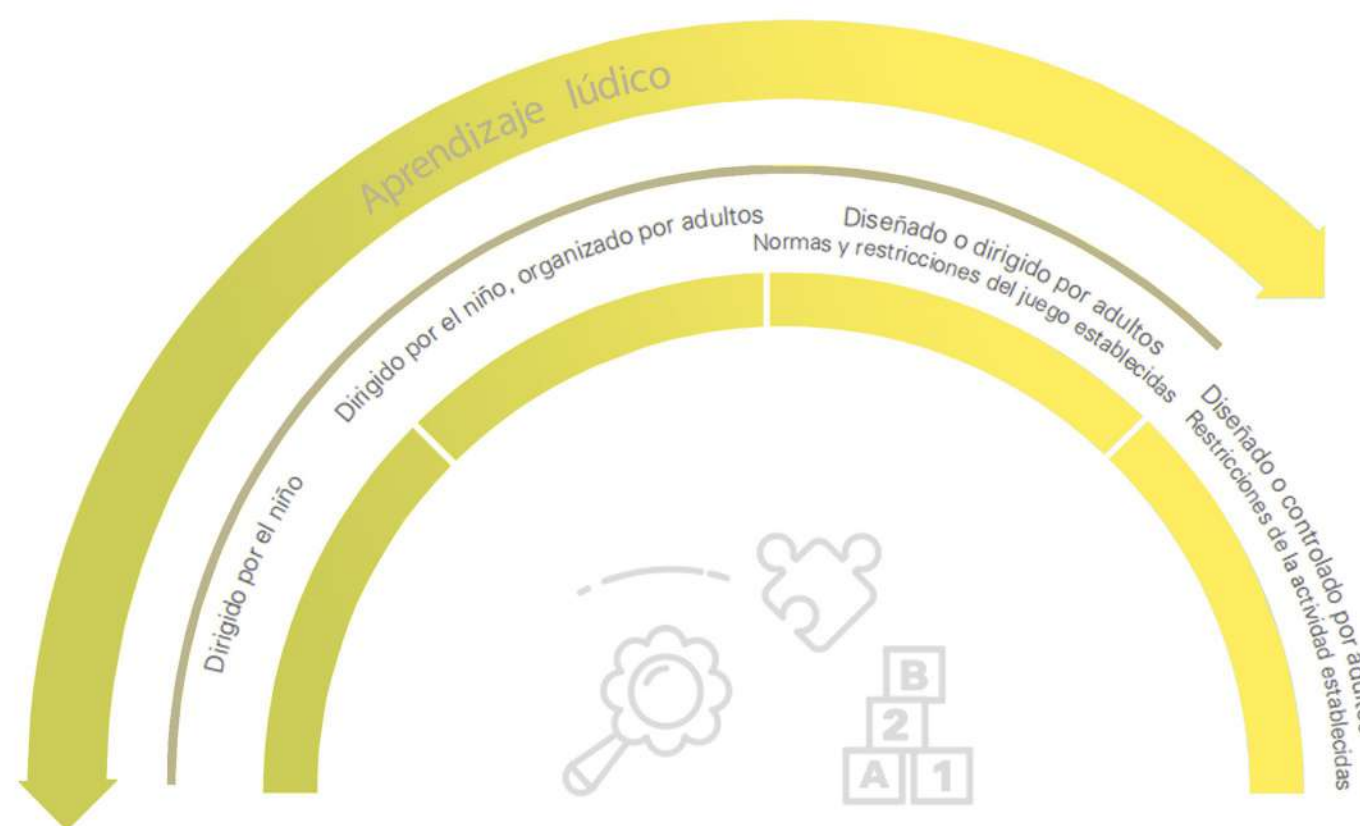 Aprendizaje lúdico
Dirigido por el niño
Dirigido por el niño, organizado por adultos
Diseñado o dirigido por adultos
Normas y restricciones del juego establecidas
Diseñado o controlado por adultos
Restricciones de la actividad establecidas
B
2
A 1